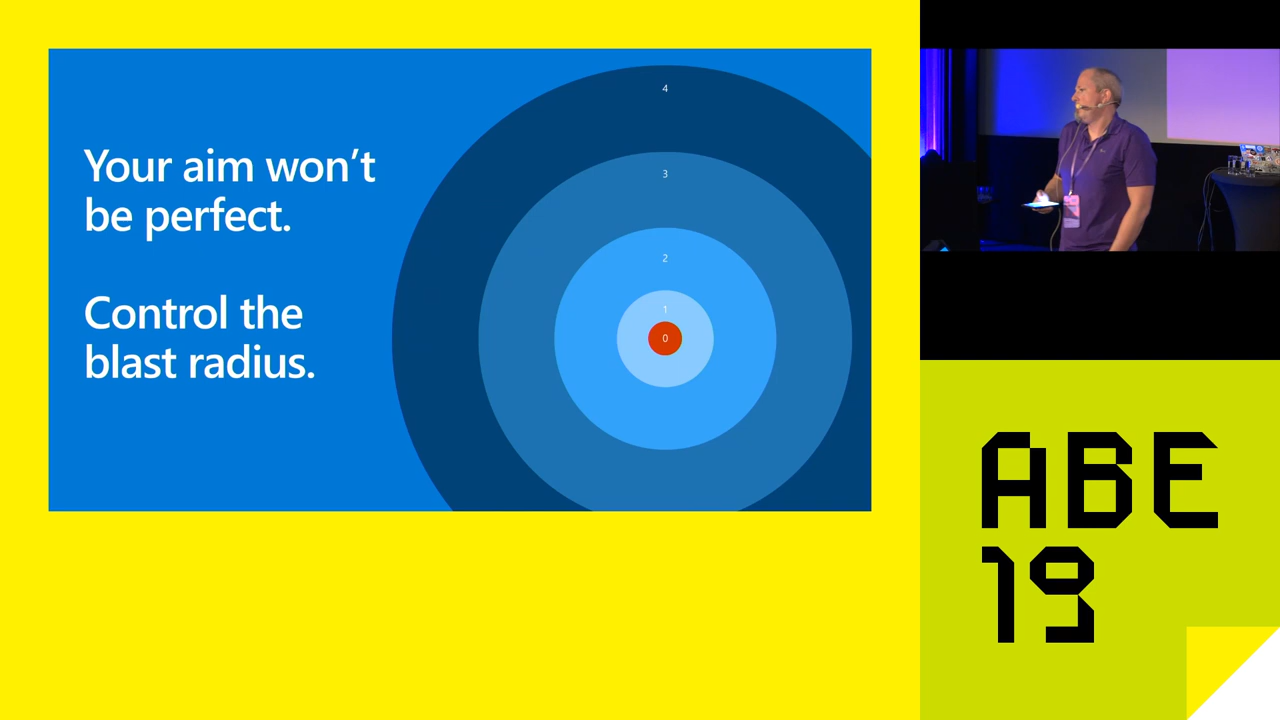 Your aim won't
be perfect.
Control the
blast radius.
4
3
2
1
0
ABE
19